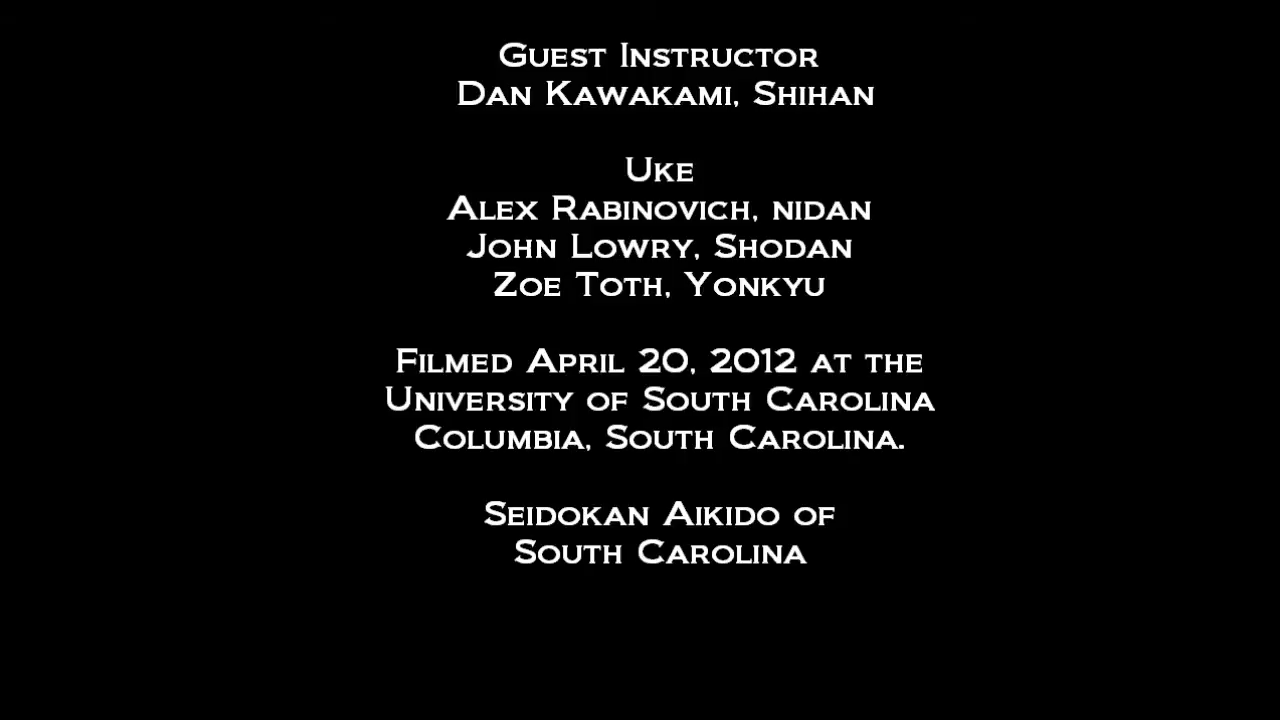 Guest Instructor
Dan Kawakami, Shihan
Uke
Alex Rabinovich, nidan
John Lowry, Shodan
Zoe Toth, Yonkyu
Filmed April 20, 2012 at the
University of South Carolina
Columbia, South Carolina.
Seidokan Aikido of
South Carolina